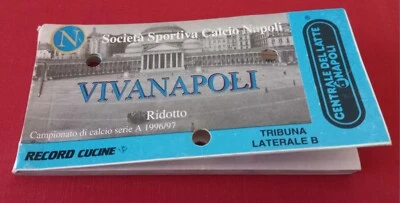 N
Società Sportiva Calcio Napoli
VIVANAPOLI
Ridotto
Campionato di calcio serie A 1996/97
RECORD CUCINE
TRIBUNA
LATERALE B
CENTRALE DEL LATTE
NAPOLI